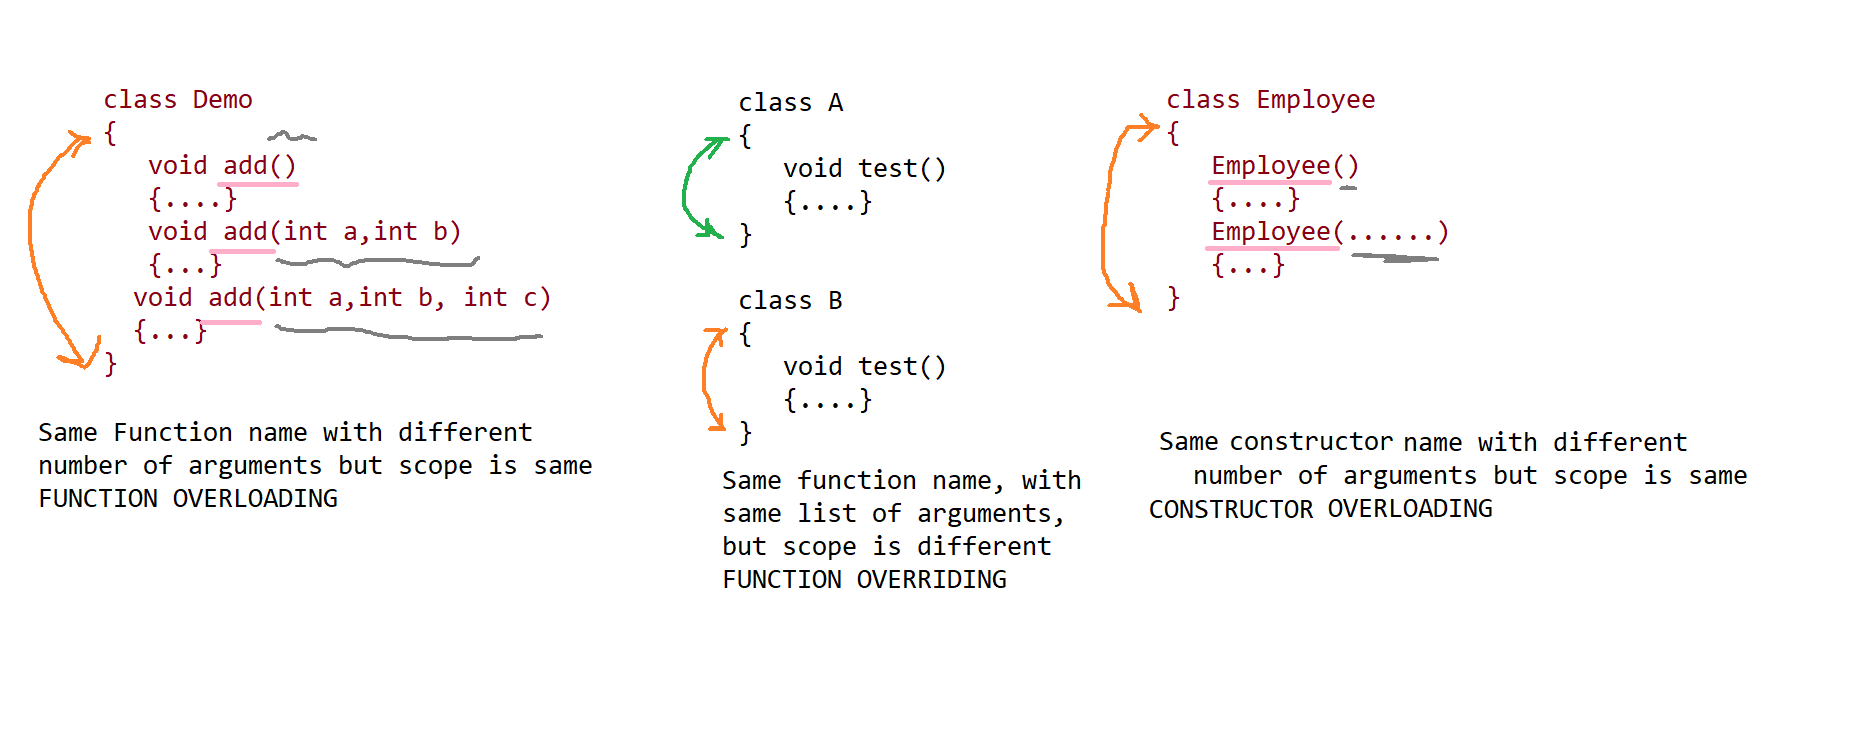 class Demo
{
void add()
{....}
void add(int a,int b)
{...}
void add(int a,int b, int c)
{...}
}
Same Function name with different
number of arguments but scope is same
FUNCTION OVERLOADING
class A
{
void test()
{....}
}
class B
{
void test()
{....}
}
Same function name, with
same list of arguments,
but scope is different
FUNCTION OVERRIDING
class Employee
{
Employee()
{....}
Employee(......)
{...}
}
Same constructor name with different
number of arguments but scope is same
CONSTRUCTOR OVERLOADING